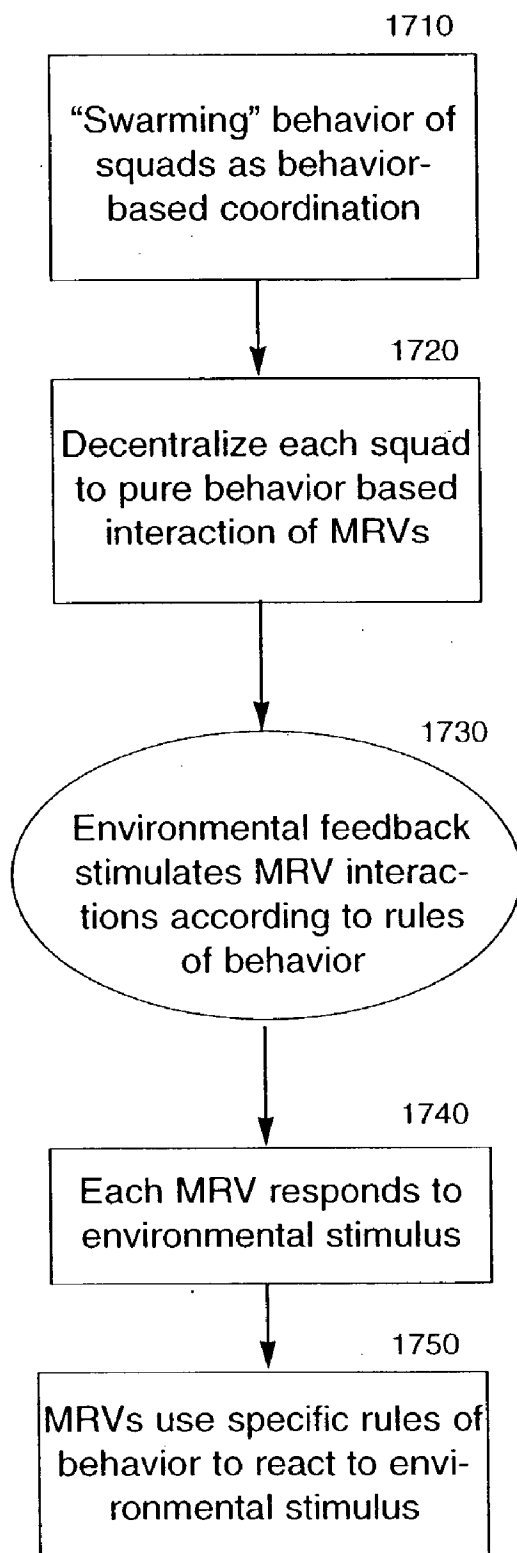 1710
“Swarming” behavior of
squads as behavior-
based coordination
1720
Decentralize each squad
to pure behavior based
interaction of MRVs
1730
Environmental feedback
stimulates MRV interac-
tions according to rules
of behavior
1740
Each MRV responds to
environmental stimulus
1750
MRVs use specific rules of
behavior to react to envi-
ronmental stimulus